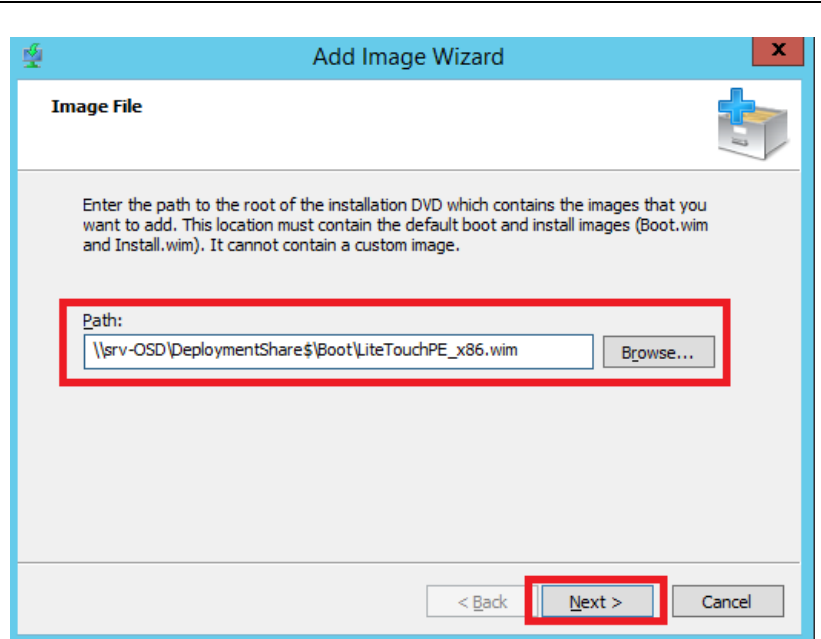 Add Image Wizard
x
Image File
Enter the path to the root of the installation DVD which contains the images that you
want to add. This location must contain the default boot and install images (Boot.wim
and Install.wim). It cannot contain a custom image.
Path:
\\srv-OSD\DeploymentShare$\Boot\LiteTouchPE_x86.wim
Browse...
< Back
Next >
Cancel